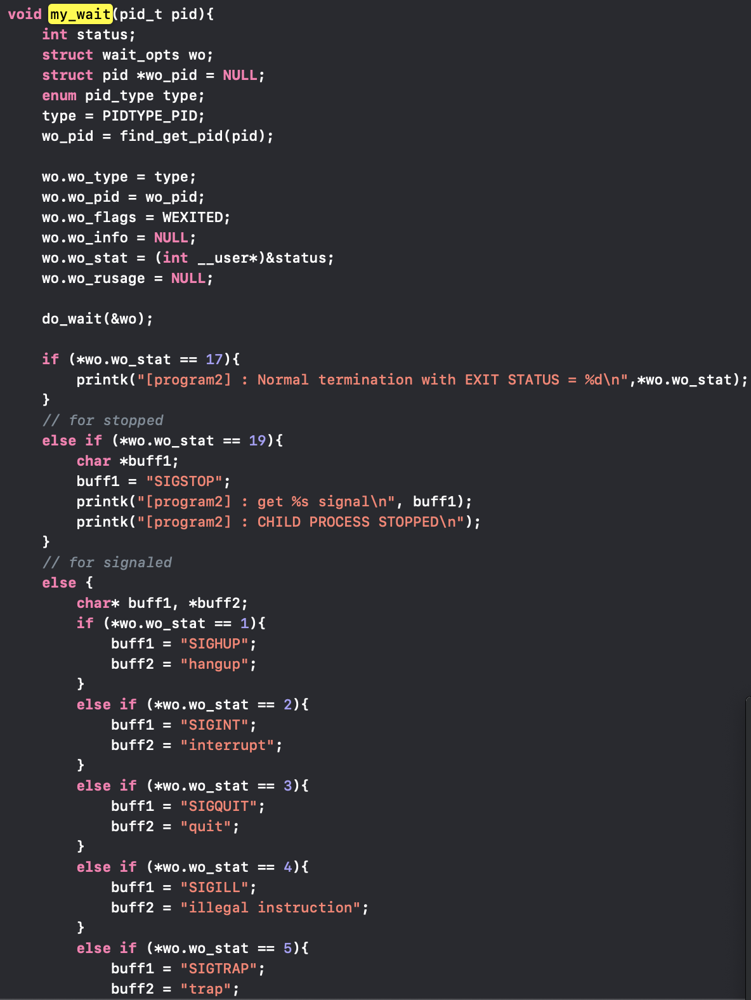 void my_wait(pid_t pid){
    int status;
    struct wait_opts wo;
    struct pid *wo_pid = NULL;
    enum pid_type type;
    type = PIDTYPE_PID;
    wo_pid = find_get_pid(pid);

    wo.wo_type = type;
    wo.wo_pid = wo_pid;
    wo.wo_flags = WEXITED;
    wo.wo_info = NULL;
    wo.wo_stat = (int __user*)&status;
    wo.wo_rusage = NULL;

    do_wait(&wo);

    if (*wo.wo_stat == 17){
        printk("[program2] : Normal termination with EXIT STATUS = %d\n",*wo.wo_stat);
    }
    // for stopped
    else if (*wo.wo_stat == 19){
        char *buff1;
        buff1 = "SIGSTOP";
        printk("[program2] : get %s signal\n", buff1);
        printk("[program2] : CHILD PROCESS STOPPED\n");
    }
    // for signaled
    else {
        char* buff1, *buff2;
        if (*wo.wo_stat == 1){
            buff1 = "SIGHUP";
            buff2 = "hangup";
        }
        else if (*wo.wo_stat == 2){
            buff1 = "SIGINT";
            buff2 = "interrupt";
        }
        else if (*wo.wo_stat == 3){
            buff1 = "SIGQUIT";
            buff2 = "quit";
        }
        else if (*wo.wo_stat == 4){
            buff1 = "SIGILL";
            buff2 = "illegal instruction";
        }
        else if (*wo.wo_stat == 5){
            buff1 = "SIGTRAP";
            buff2 = "trap";